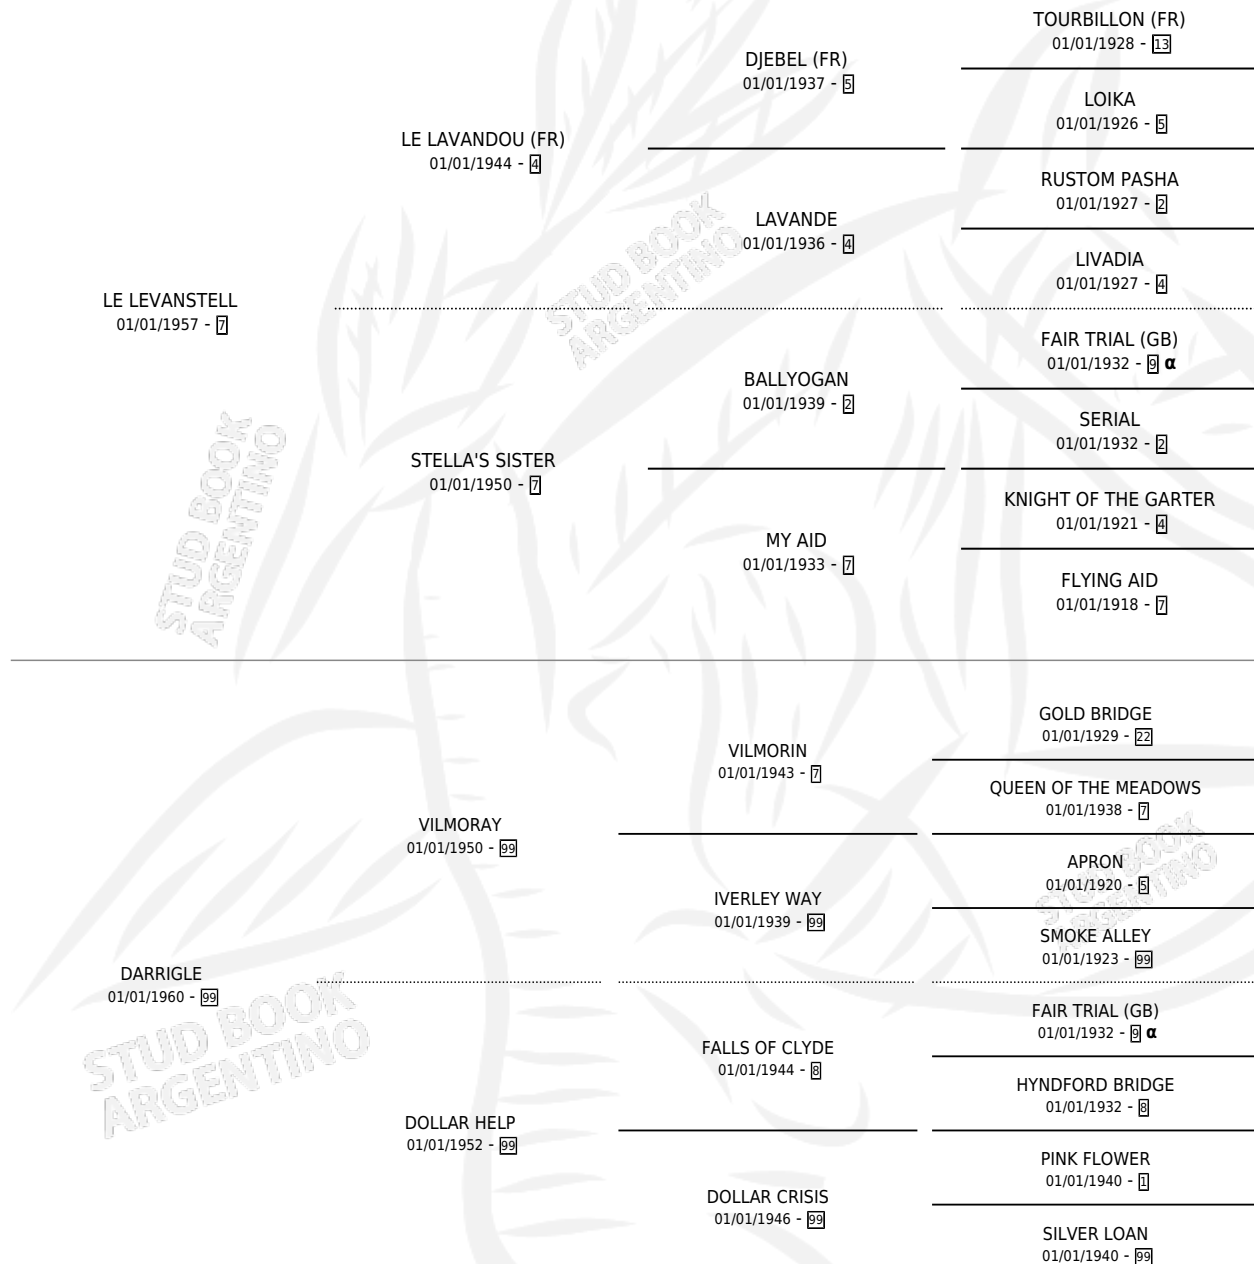 TOURBILLON (FR)
01/01/1928 - 13
DJEBEL (FR)
01/01/1937 - 5
LOIKA
01/01/1926 - 5
LE LAVANDOU (FR)
01/01/1944 - 4
RUSTOM PASHA
01/01/1927 - 2
LAVANDE
01/01/1936 - 4
LIVADIA
01/01/1927 - 4
LE LEVANSTELL
01/01/1957 - 7
FAIR TRIAL (GB)
01/01/1932 - 9 α
BALLYOGAN
01/01/1939 - 2
SERIAL
01/01/1932 - 2
STELLA'S SISTER
01/01/1950 - 7
KNIGHT OF THE GARTER
01/01/1921 - 4
MY AID
01/01/1933 - 7
FLYING AID
01/01/1918 - 7
GOLD BRIDGE
01/01/1929 - 22
VILMORIN
01/01/1943 - 7
QUEEN OF THE MEADOWS
01/01/1938 - 7
VILMORAY
01/01/1950 - 99
APRON
01/01/1920 - 5
IVERLEY WAY
01/01/1939 - 99
SMOKE ALLEY
01/01/1923 - 99
DARRIGLE
01/01/1960 - 99
FAIR TRIAL (GB)
01/01/1932 - 9 α
FALLS OF CLYDE
01/01/1944 - 8
HYNDFORD BRIDGE
01/01/1932 - 8
DOLLAR HELP
01/01/1952 - 99
PINK FLOWER
01/01/1940 - 1
DOLLAR CRISIS
01/01/1946 - 99
SILVER LOAN
01/01/1940 - 99
STUD BOOK
ARGENTINO
STUD BOOK
ARGENTINO
STUD BOOK
ARGENTINO
STUD BOOK
ARGENTINO